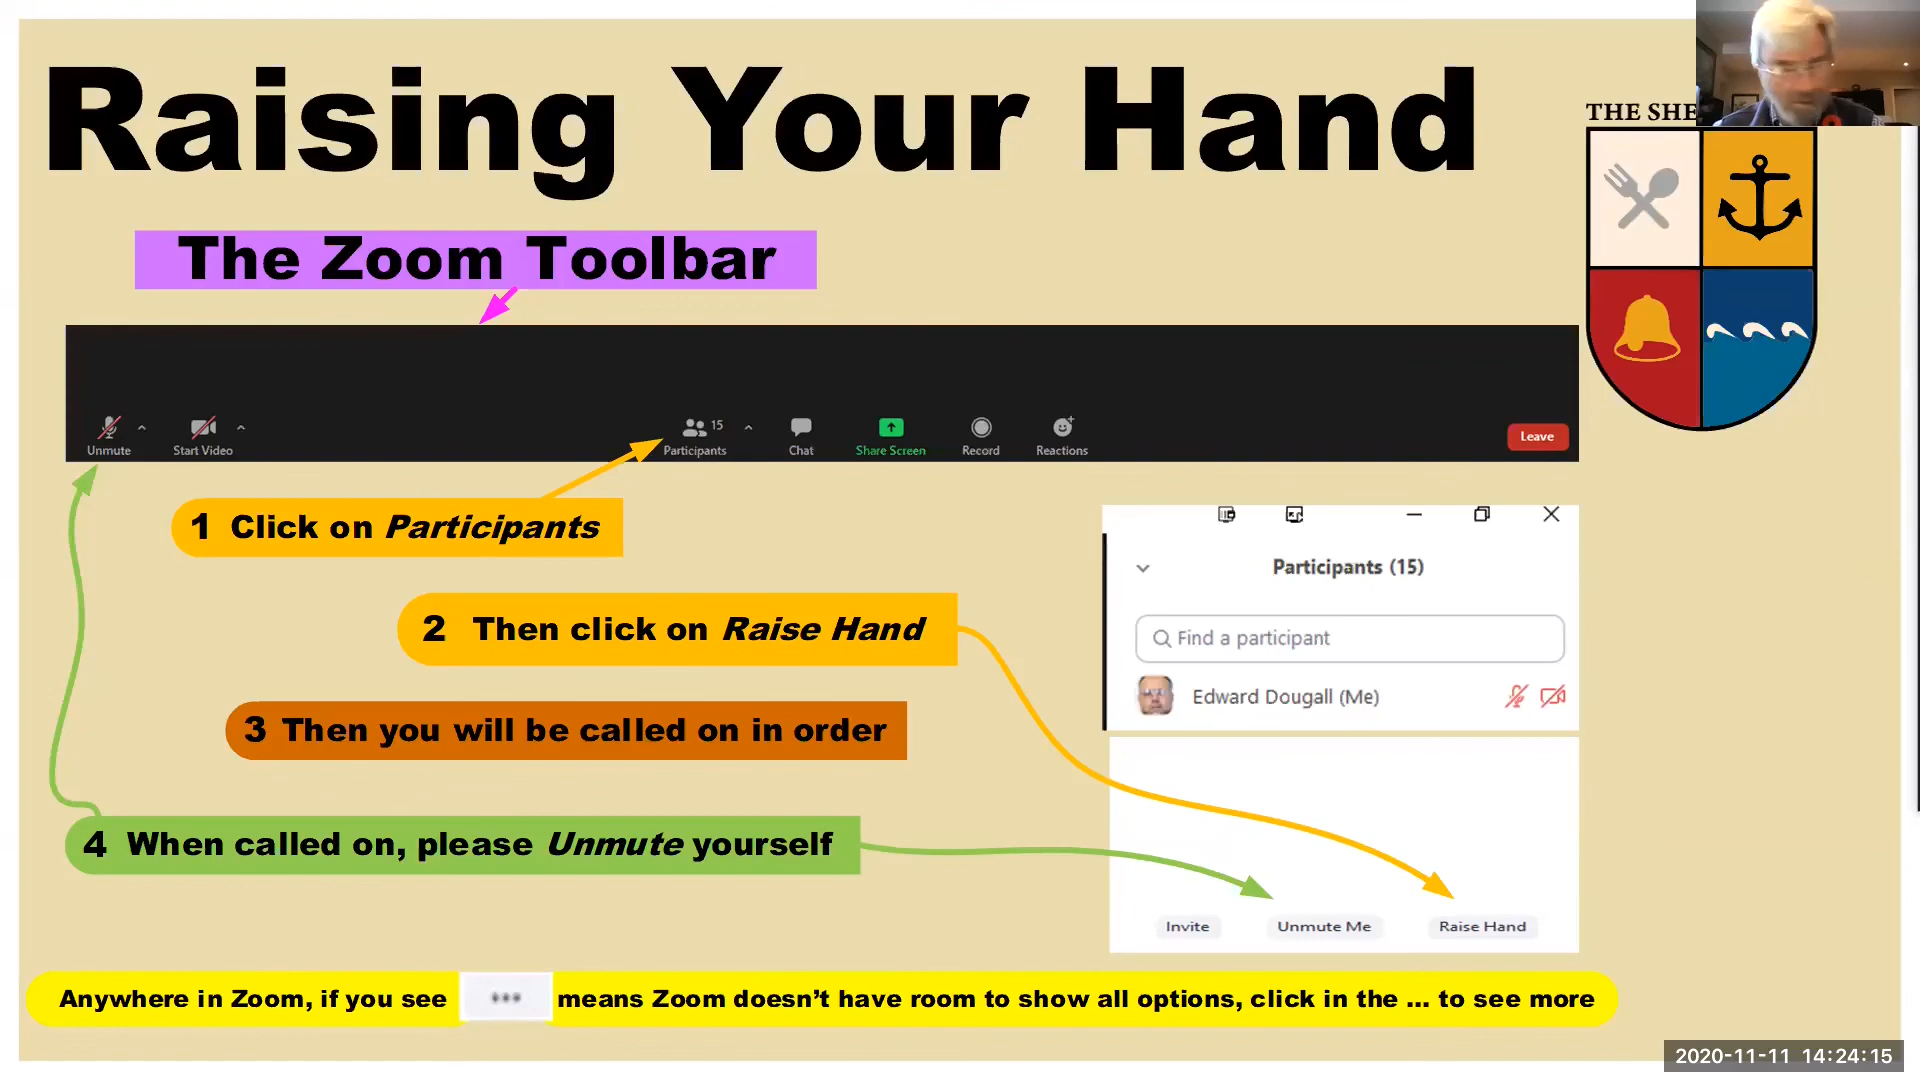 Raising Your Hand
THE SHE
The Zoom Toolbar
Unmute
Start Video
15
Participants
Chat
Share Screen
Record
Reactions
Leave
1 Click on Participants
2 Then click on Raise Hand
3 Then you will be called on in order
4 When called on, please Unmute yourself
Participants (15)
Find a participant
Edward Dougall (Me)
Invite
Unmute Me
Raise Hand
Anywhere in Zoom, if you see ••• means Zoom doesn’t have room to show all options, click in the ... to see more
2020-11-11 14:24:15